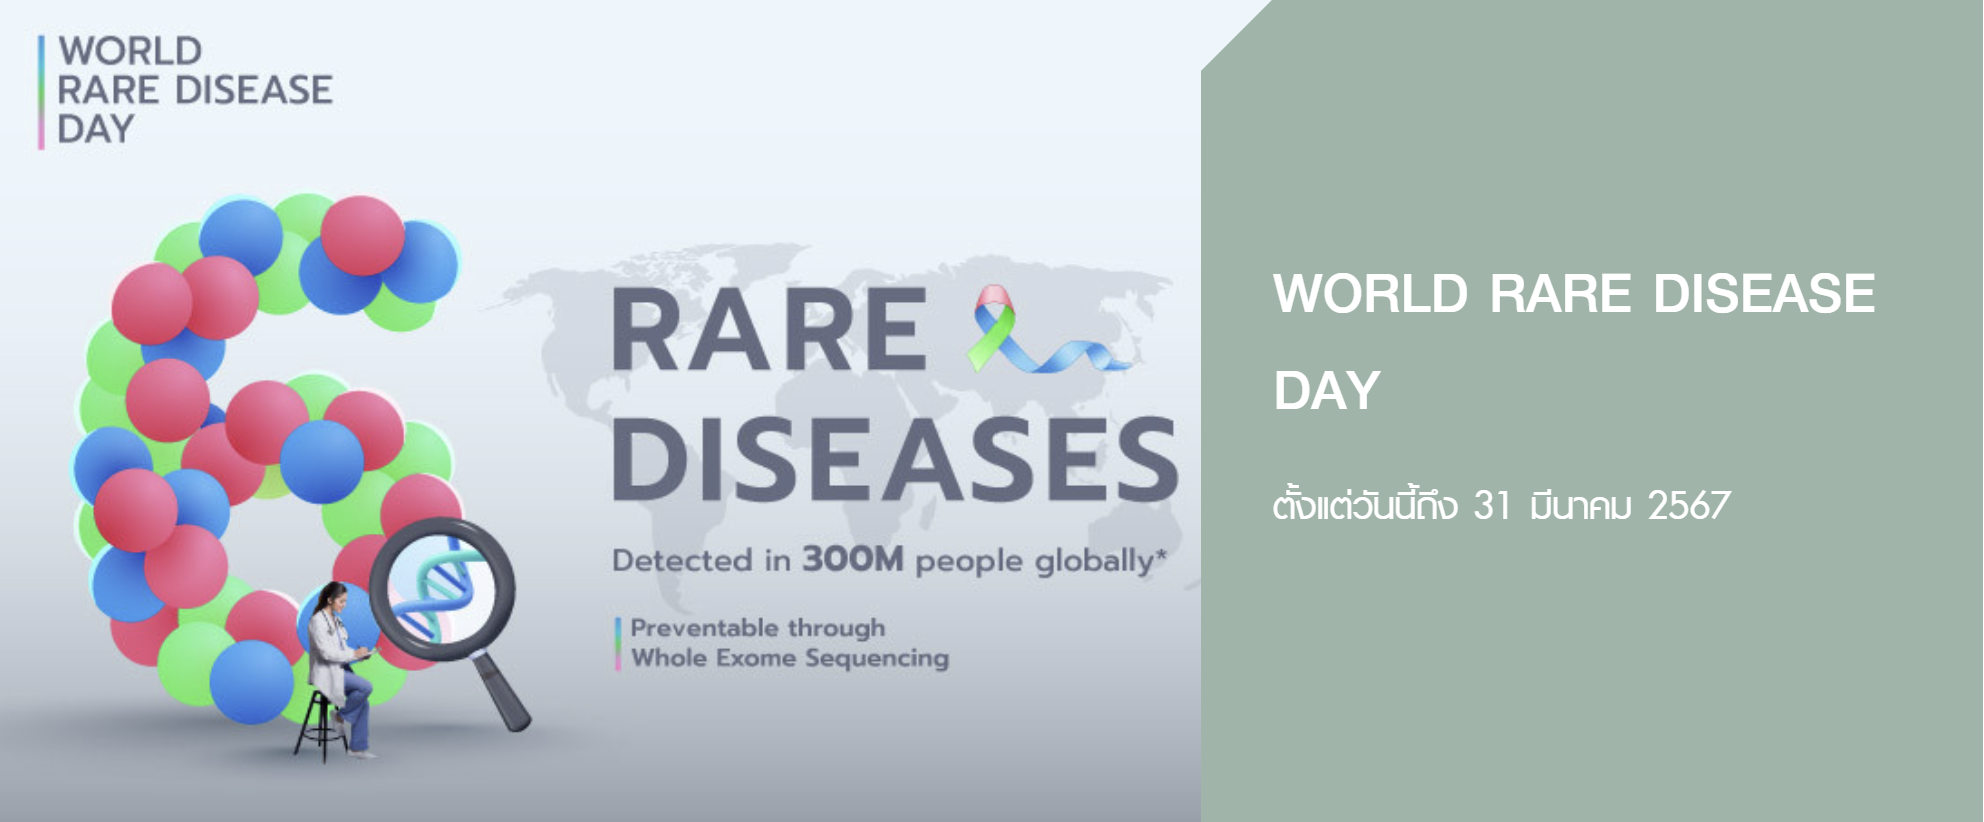 WORLD
RARE DISEASE
DAY
6
RARE
DISEASES
Detected in 300M people globally*
Preventable through
Whole Exome Sequencing
WORLD RARE DISEASE
DAY
ตั้งแต่วันนี้ถึง 31 มีนาคม 2567